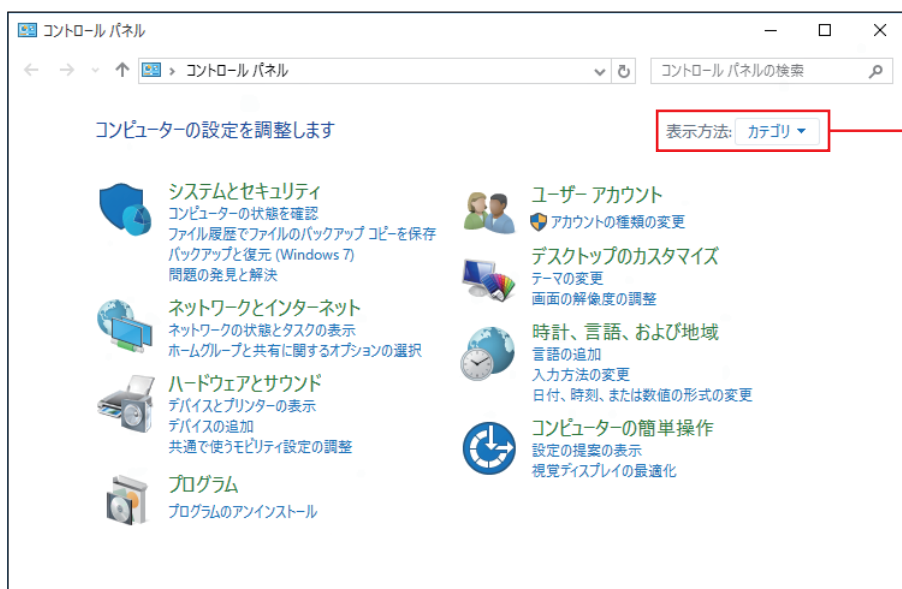 コントロール パネル
コントロール パネル
コントロール パネルの検索
コンピューターの設定を調整します
表示方法: カテゴリ
システムとセキュリティ
コンピューターの状態を確認
ファイル履歴でファイルのバックアップ コピーを保存
バックアップと復元 (Windows 7)
問題の発見と解決
ネットワークとインターネット
ネットワークの状態とタスクの表示
ホームグループと共有に関するオプションの選択
ハードウェアとサウンド
デバイスとプリンターの表示
デバイスの追加
共通で使うモビリティ設定の調整
プログラム
プログラムのアンインストール
ユーザー アカウント
アカウントの種類の変更
デスクトップのカスタマイズ
テーマの変更
画面の解像度の調整
時計、言語、および地域
言語の追加
入力方法の変更
日付、時刻、または数値の形式の変更
コンピューターの簡単操作
設定の提案の表示
視覚ディスプレイの最適化